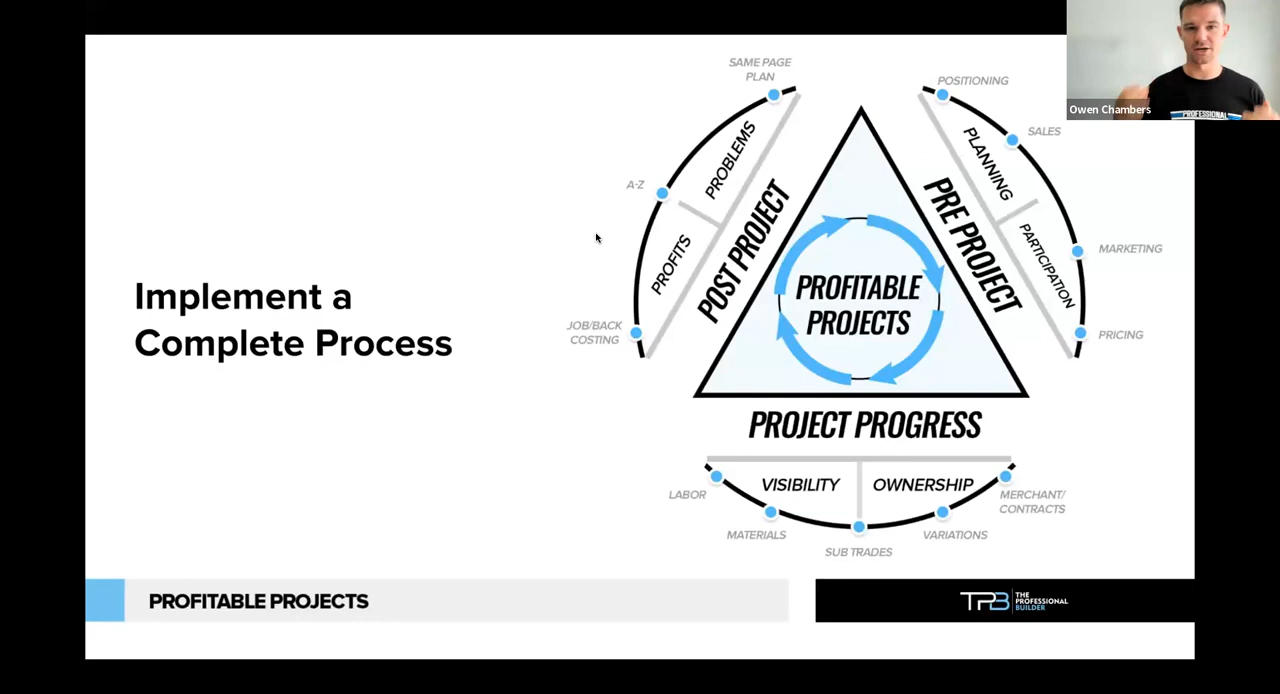 Owen Chambers
PROFESSIONAL
Implement a
Complete Process
SAME PAGE
PLAN
A-Z
JOB/BACK
COSTING
PROBLEMS
PROFITS
POST PROJECT
POSITIONING
SALES
MARKETING
PRICING
PLANNING
PARTICIPATION
PRE PROJECT
PROFITABLE
PROJECTS
PROJECT PROGRESS
VISIBILITY
OWNERSHIP
LABOR
MATERIALS
SUB TRADES
VARIATIONS
MERCHANT/
CONTRACTS
PROFITABLE PROJECTS
TPB
THE
PROFESSIONAL
BUILDER